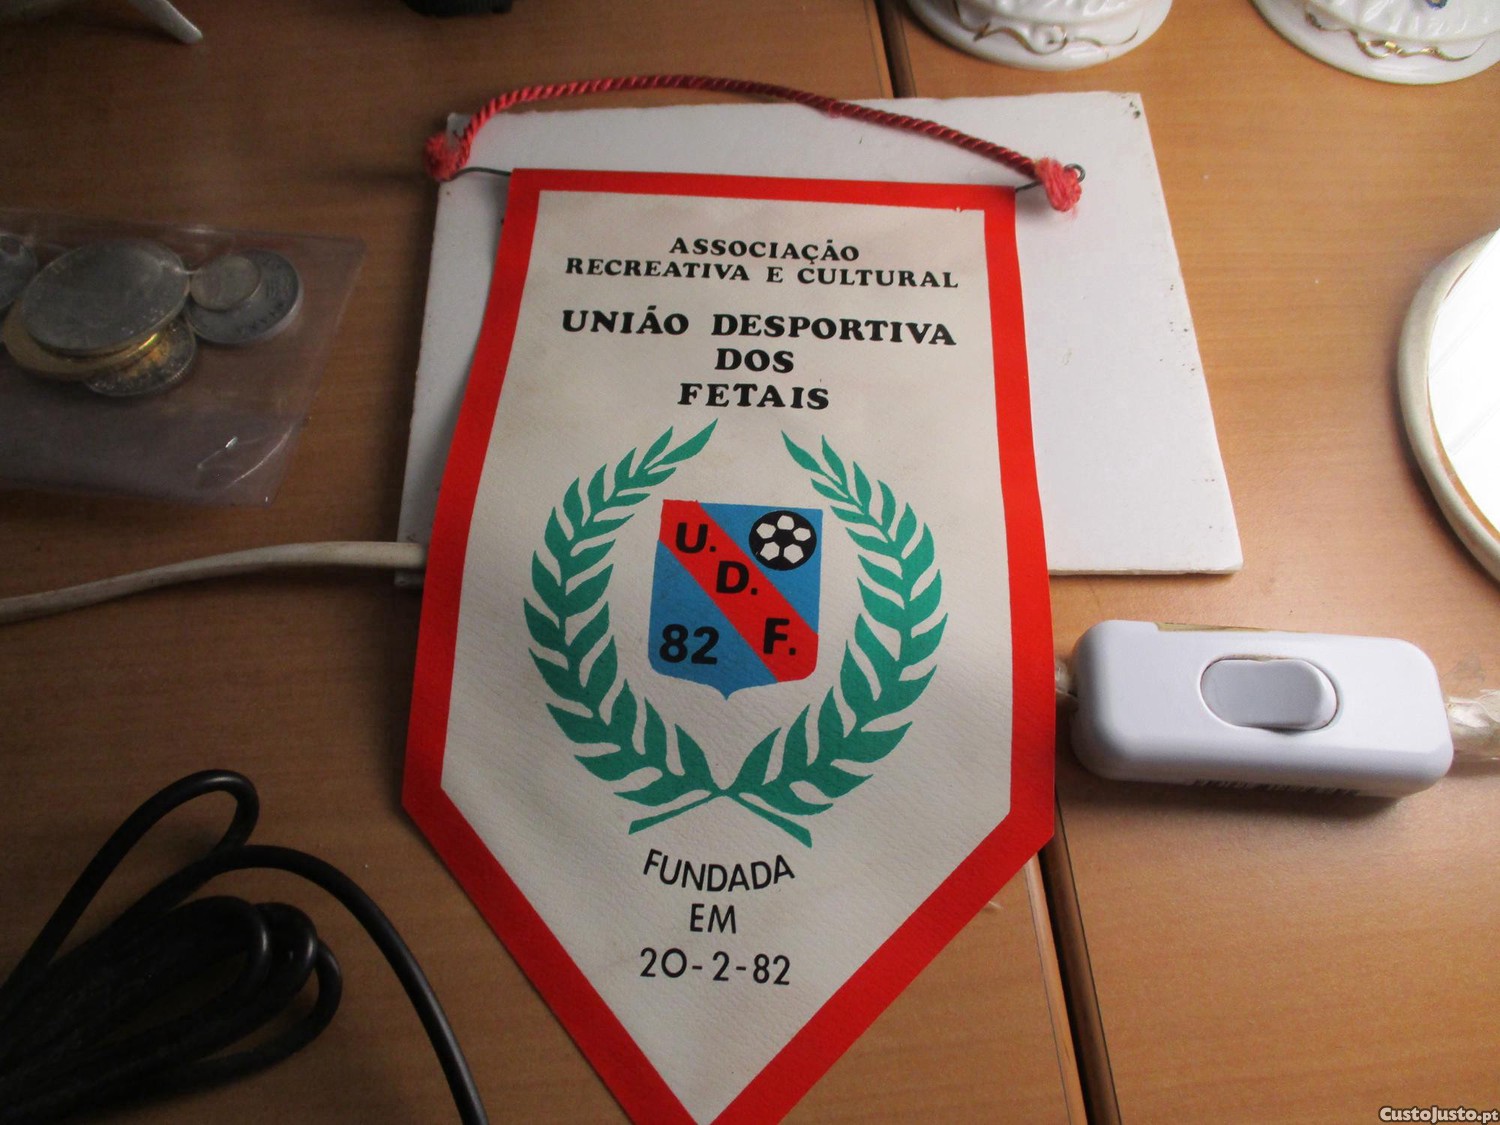 ASSOCIAÇÃO
RECREATIVA E CULTURAL
UNIÃO DESPORTIVA
DOS
FETAIS
U.
D.
F.
82
FUNDADA
EM
20-2-82
CustoJusto.pt